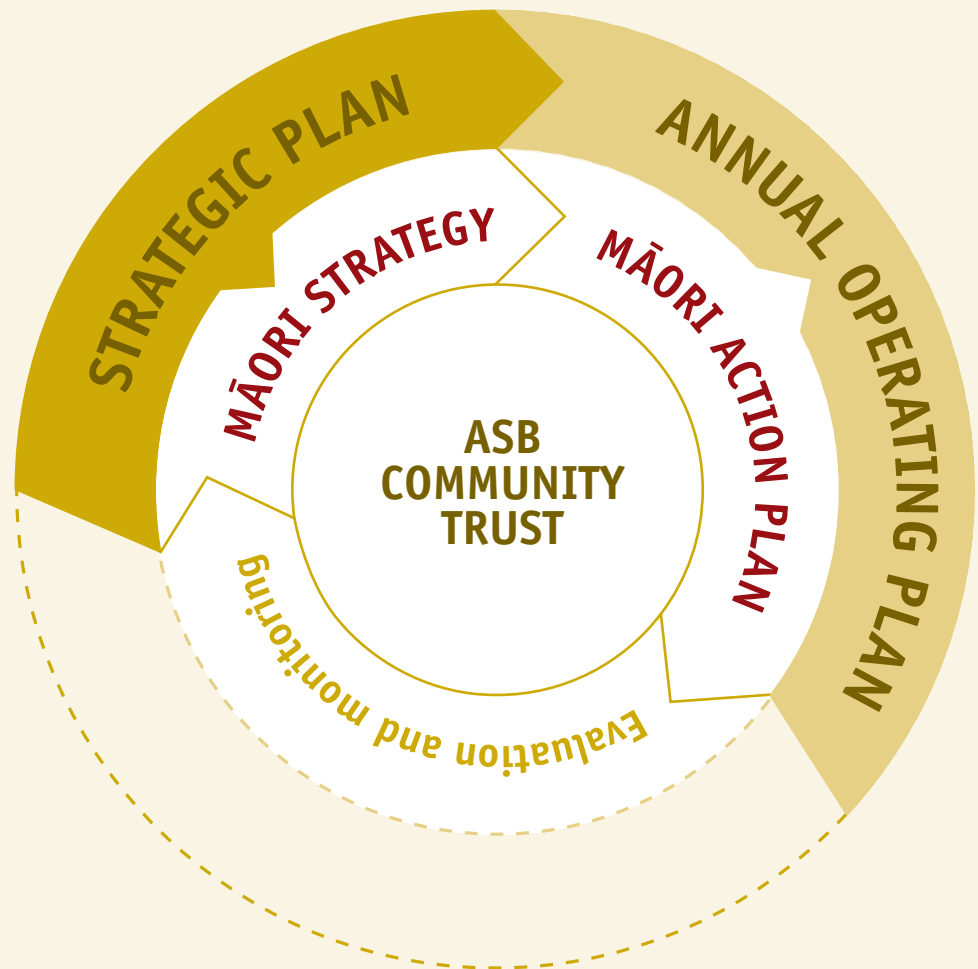 STRATEGIC PLAN
ANNUAL OPERATING PLAN
MĀORI STRATEGY
MĀORI ACTION PLAN
Evaluation and monitoring
ASB
COMMUNITY
TRUST